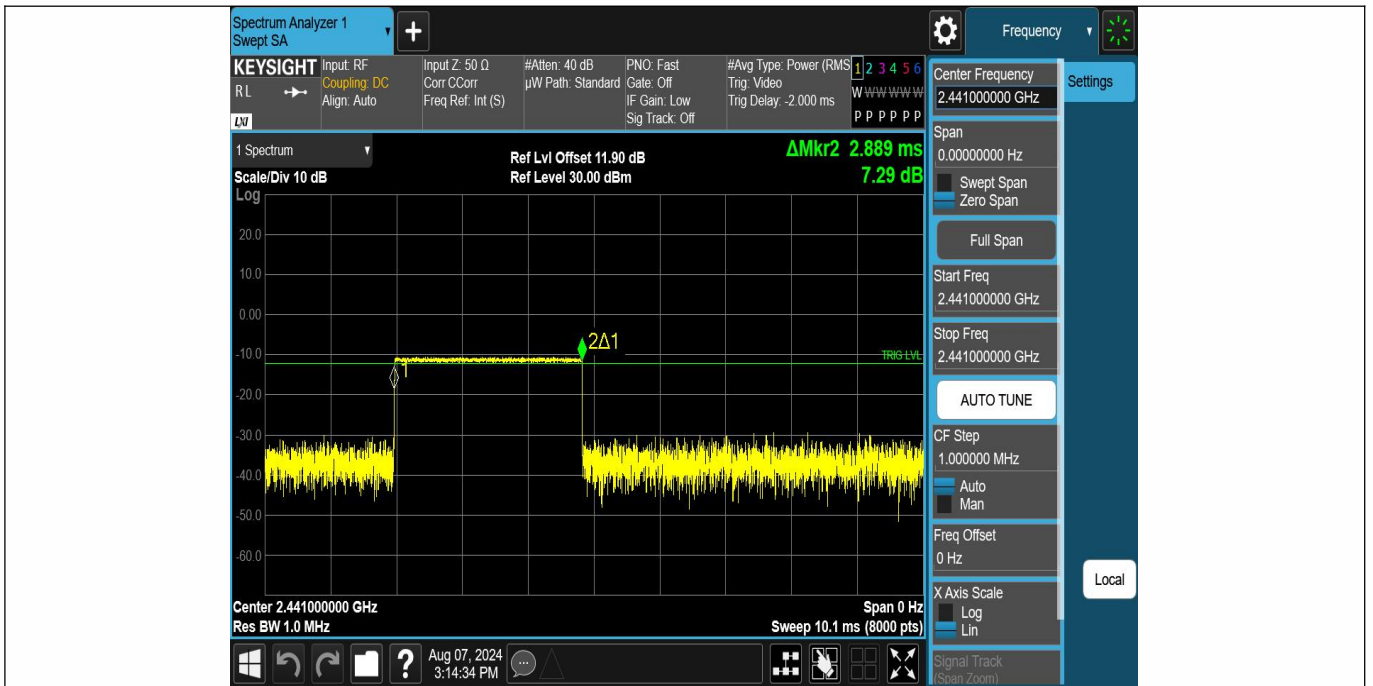 Spectrum Analyzer 1
Swept SA
Frequency
KEYSIGHT
RL
LXI
Input: RF
Coupling: DC
Align: Auto
Input Z: 50 Ω
Corr CCorr
Freq Ref: Int (S)
#Atten: 40 dB
µW Path: Standard
PNO: Fast
Gate: Off
IF Gain: Low
Sig Track: Off
#Avg Type: Power (RMS
Trig: Video
Trig Delay: -2.000 ms
1 2 3 4 5 6
W W W W W W
P P P P P P
1 Spectrum
Scale/Div 10 dB
Ref Lvl Offset 11.90 dB
Ref Level 30.00 dBm
ΔMkr2 2.889 ms
7.29 dB
Log
20.0
10.0
0.00
-10.0
-20.0
-30.0
-40.0
-50.0
-60.0
2Δ1
1
TRIG LVL
Center 2.441000000 GHz
Res BW 1.0 MHz
Span 0 Hz
Sweep 10.1 ms (8000 pts)
Aug 07, 2024
3:14:34 PM
Center Frequency
2.441000000 GHz
Settings
Span
0.00000000 Hz
Swept Span
Zero Span
Full Span
Start Freq
2.441000000 GHz
Stop Freq
2.441000000 GHz
AUTO TUNE
CF Step
1.000000 MHz
Auto
Man
Freq Offset
0 Hz
X Axis Scale
Log
Lin
Local
Signal Track
(Span Zoom)